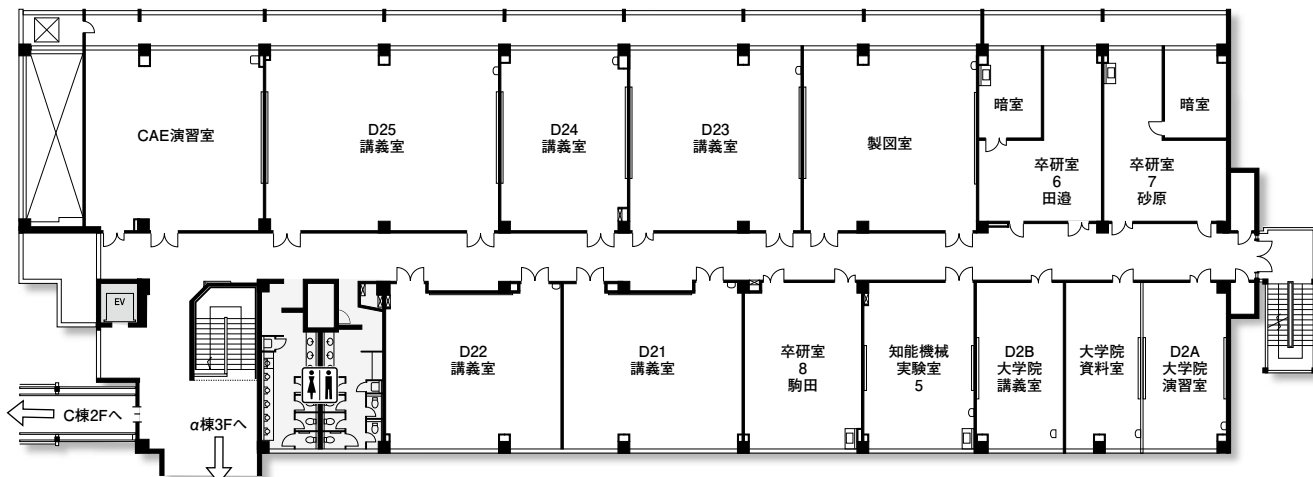 CAE演習室
D25
講義室
D24
講義室
D23
講義室
製図室
暗室
卒研室
6
田邉
暗室
卒研室
7
砂原
EV
D22
講義室
D21
講義室
卒研室
8
駒田
知能機械
実験室
5
D2B
大学院
講義室
大学院
資料室
D2A
大学院
演習室
C棟2Fへ
α棟3Fへ